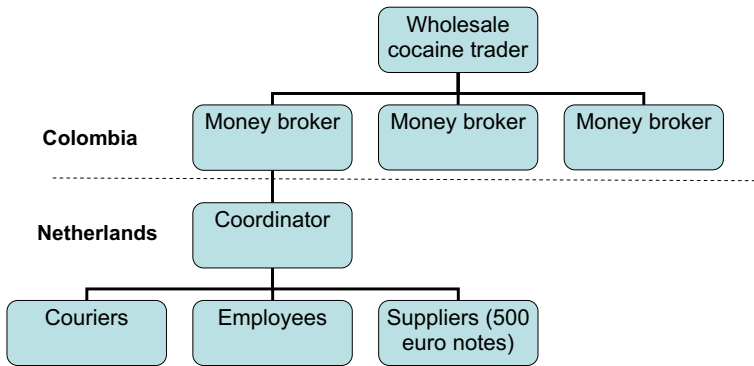 Wholesale
cocaine trader
Money broker
Money broker
Money broker
Colombia
Netherlands
Coordinator
Couriers
Employees
Suppliers (500
euro notes)